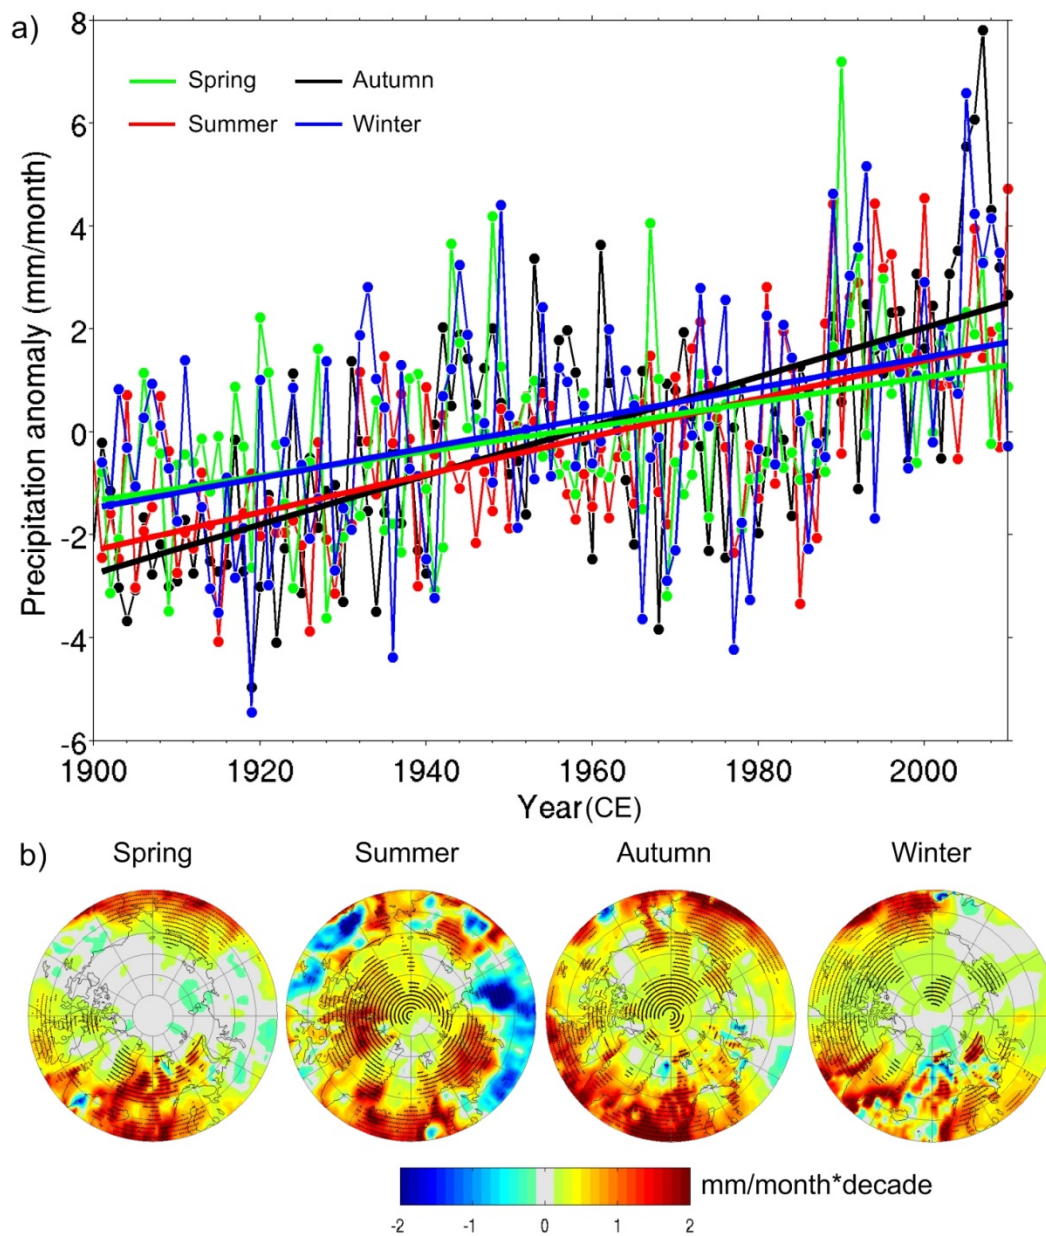 a)
Precipitation anomaly (mm/month)
8
6
4
2
0
-2
-4
-6
Spring
Autumn
Summer
Winter
1900 1920 1940 1960 1980 2000
Year (CE)
b)
Spring Summer Autumn Winter
mm/month*decade
-2 -1 0 1 2